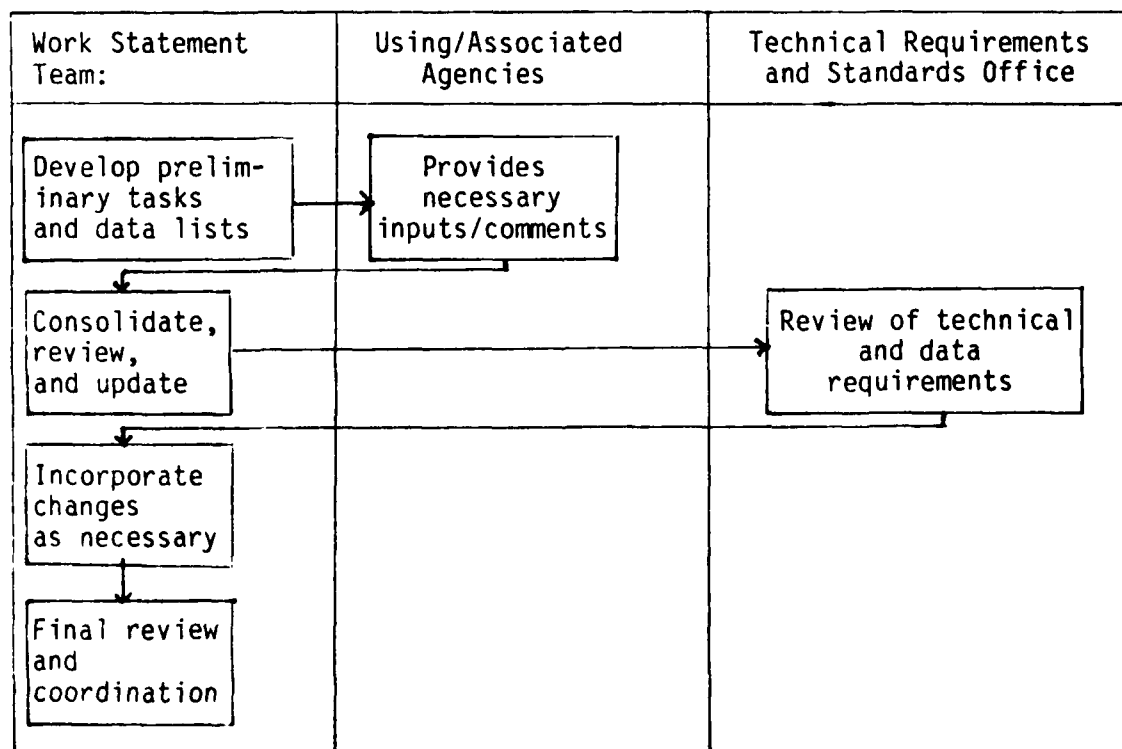 Work Statement
Team:
Using/Associated
Agencies
Technical Requirements
and Standards Office
Develop prelim-
inary tasks
and data lists
Provides
necessary
inputs/comments
Consolidate,
review,
and update
Review of technical
and data
requirements
Incorporate
changes
as necessary
Final review
and
coordination